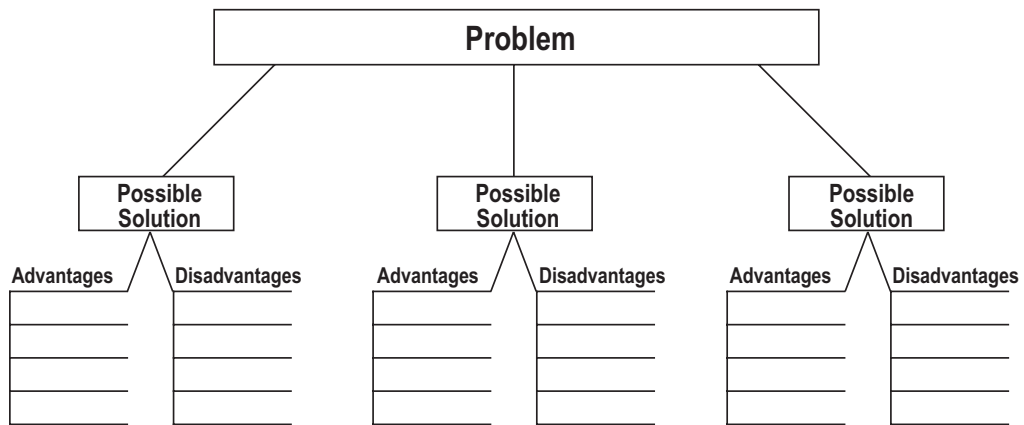 Problem
Possible
Solution
Possible
Solution
Possible
Solution
Advantages
Disadvantages
Advantages
Disadvantages
Advantages
Disadvantages